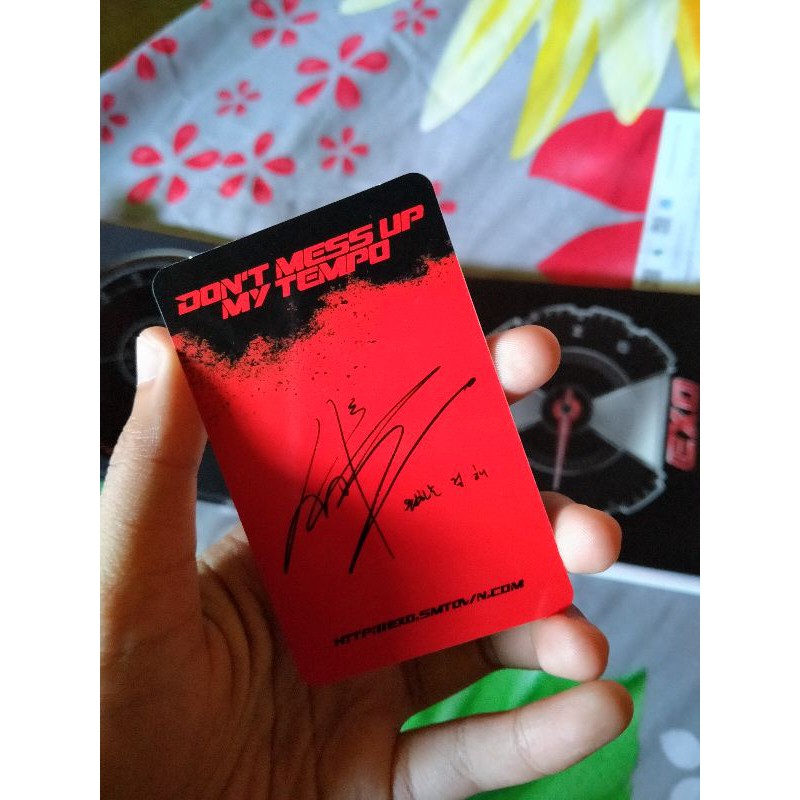 DON'T MESS UP
MY TEMPO
HTTP://EXO.SMTOWN.COM
EXO